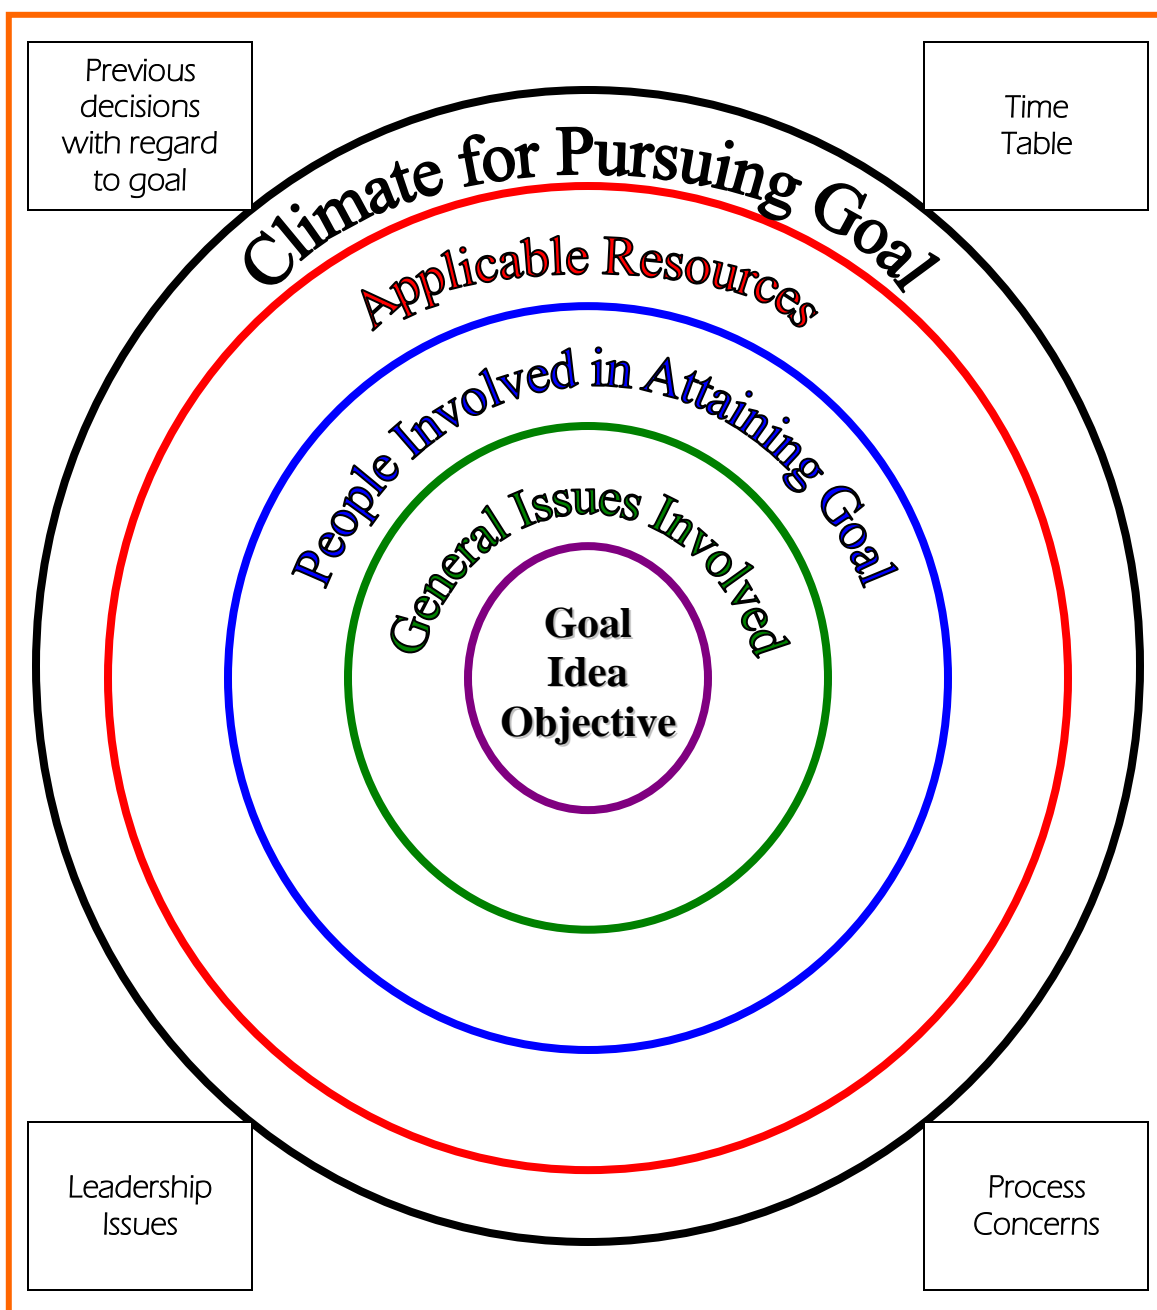 Previous
decisions
with regard
to goal
Time
Table
Climate for Pursuing Goal
Applicable Resources
People Involved in Attaining Goal
General Issues Involved
Goal
Idea
Objective
Leadership
Issues
Process
Concerns